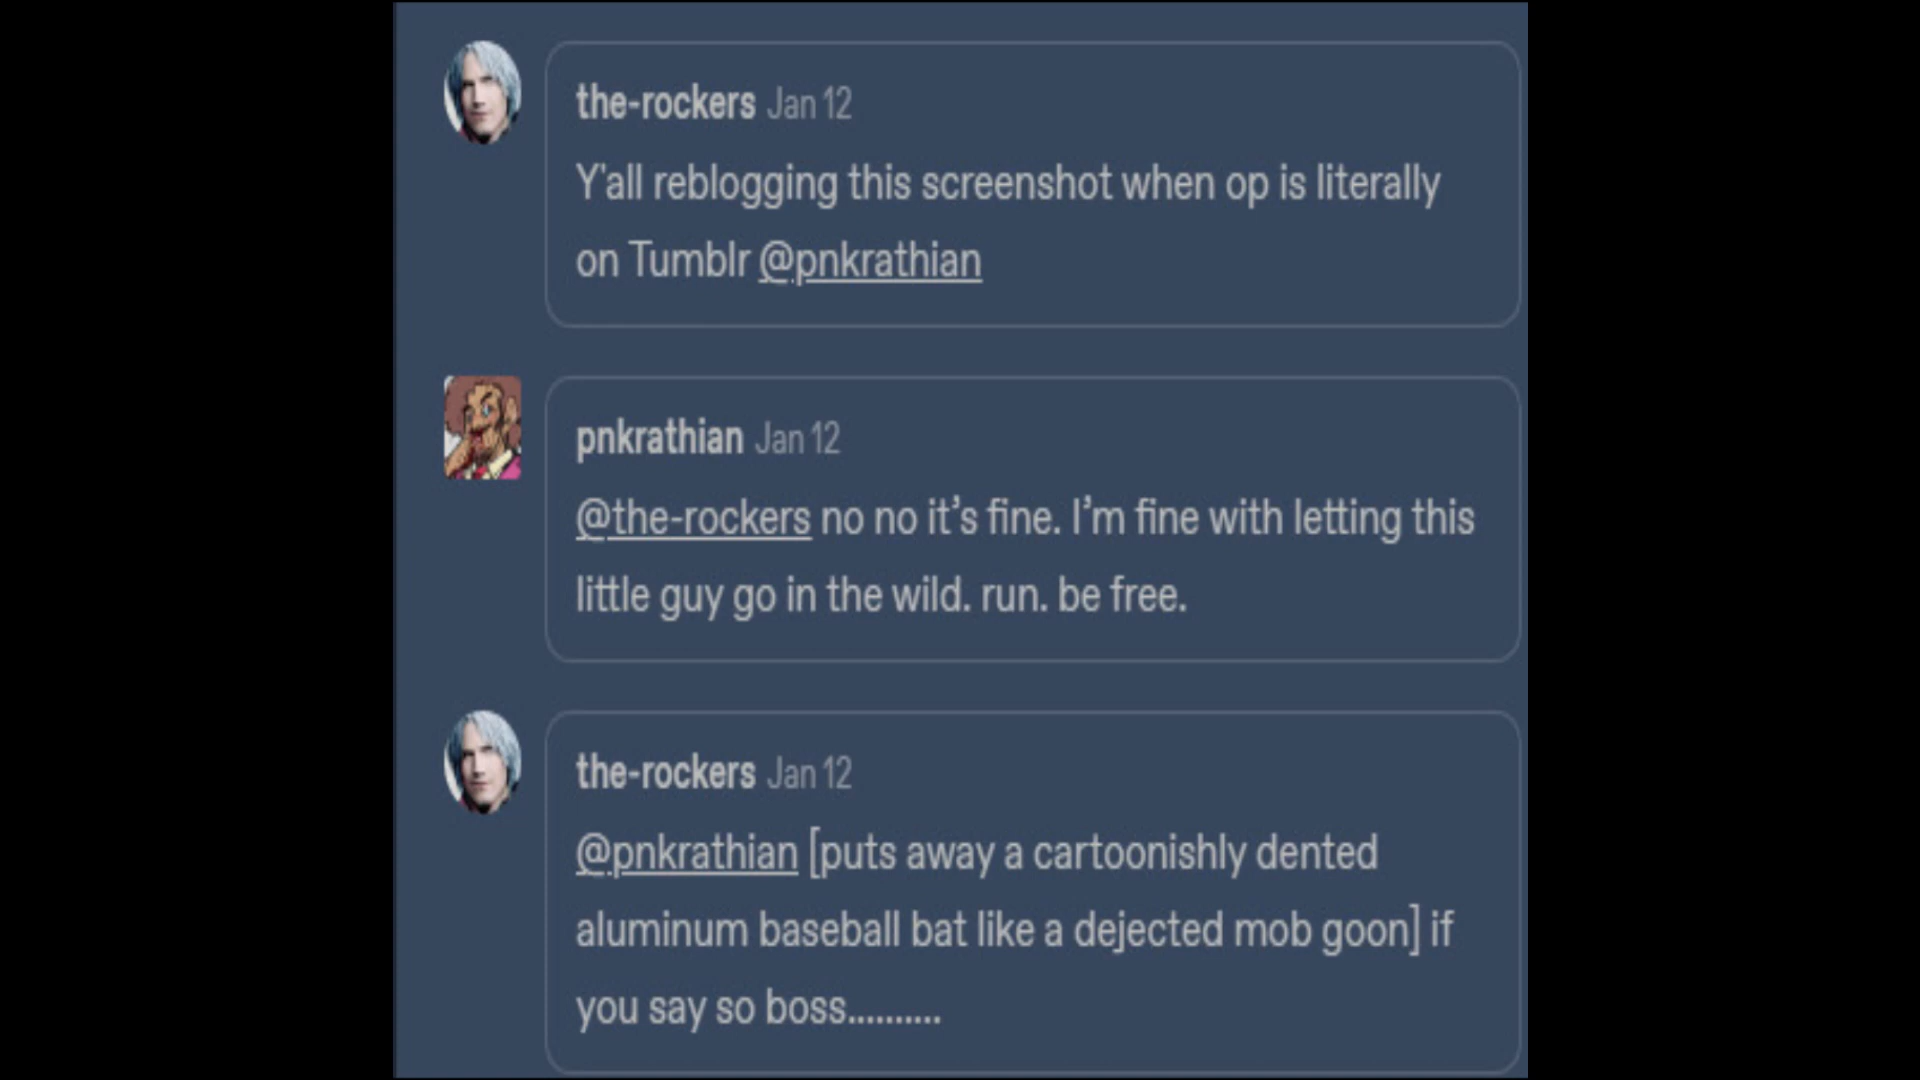 the-rockers Jan 12
Y'all reblogging this screenshot when op is literally
on Tumblr @pnkrathian
pnkrathian Jan 12
@the-rockers no no it’s fine. I’m fine with letting this
little guy go in the wild. run. be free.
the-rockers Jan 12
@pnkrathian [puts away a cartoonishly dented
aluminum baseball bat like a dejected mob goon] if
you say so boss..........